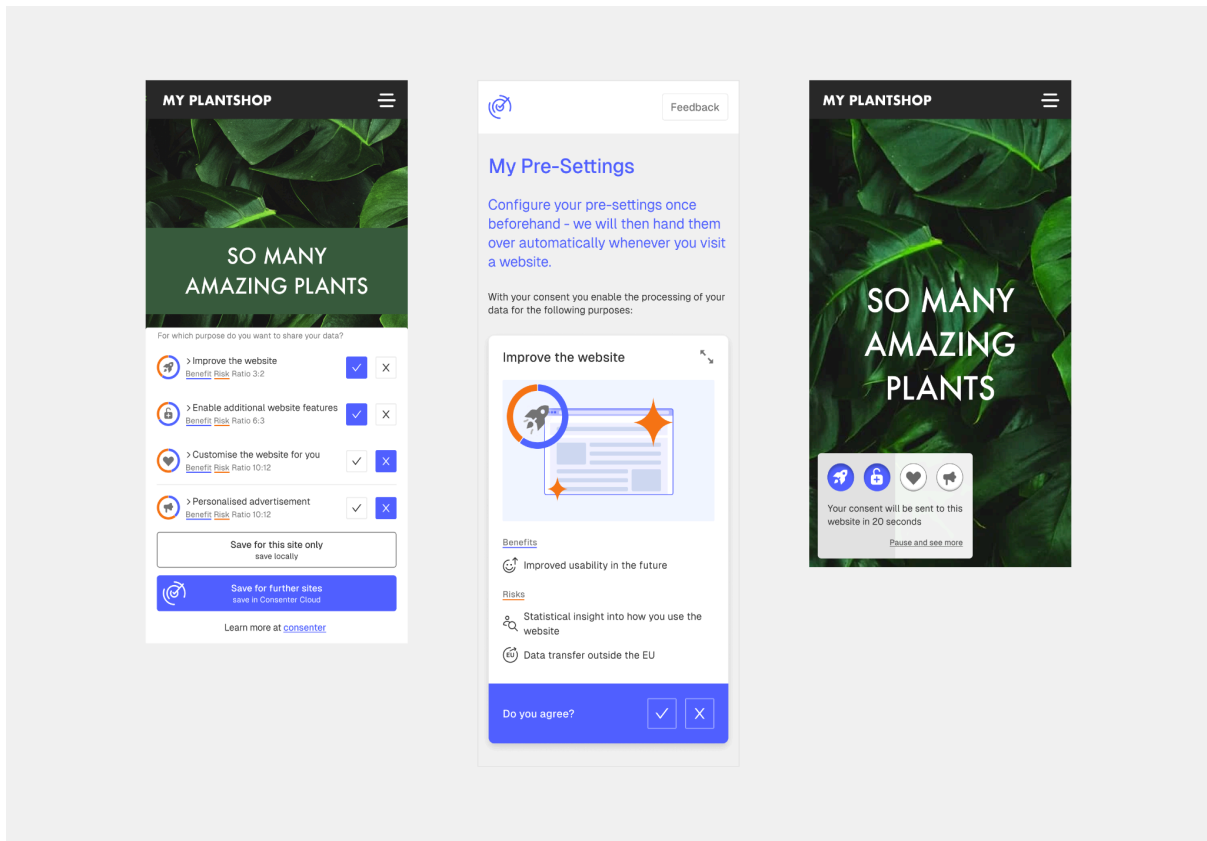 MY PLANTSHOP
SO MANY
AMAZING PLANTS
For which purpose do you want to share your data?
> Improve the website
Benefit Risk Ratio 3:2
> Enable additional website features
Benefit Risk Ratio 6:3
> Customise the website for you
Benefit Risk Ratio 10:12
> Personalised advertisement
Benefit Risk Ratio 10:12
Save for this site only
save locally
Save for further sites
save in Consenter Cloud
Learn more at consenter
Feedback
My Pre-Settings
Configure your pre-settings once
beforehand - we will then hand them
over automatically whenever you visit
a website.
With your consent you enable the processing of your
data for the following purposes:
Improve the website
Benefits
Improved usability in the future
Risks
Statistical insight into how you use the
website
EU
Data transfer outside the EU
Do you agree?
MY PLANTSHOP
SO MANY
AMAZING
PLANTS
Your consent will be sent to this
website in 20 seconds
Pause and see more